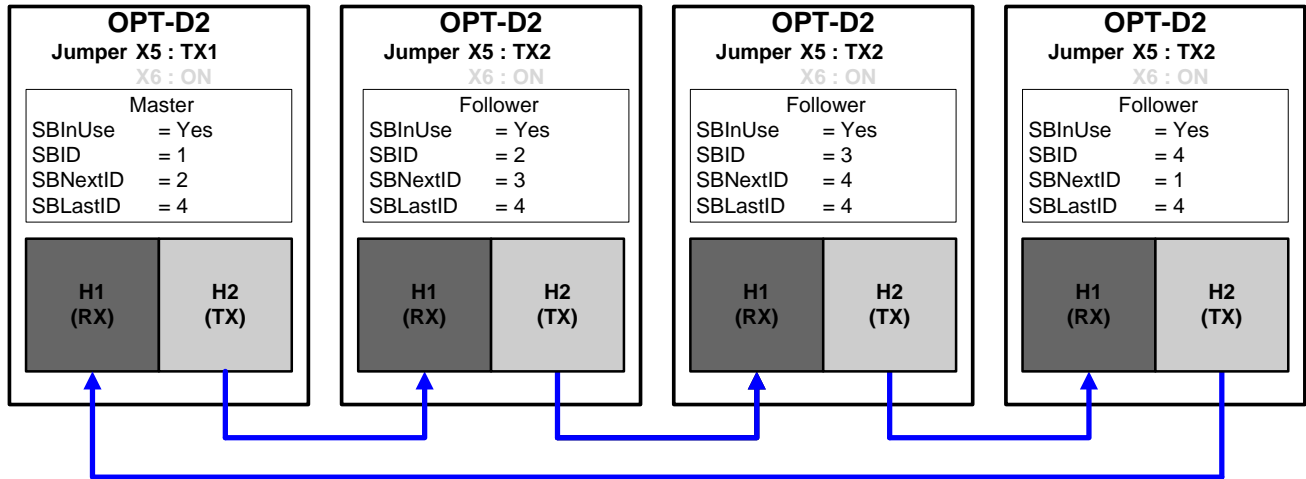 OPT-D2
Jumper X5 : TX1
X6 : ON
Master
SBInUse = Yes
SBID = 1
SBNextID = 2
SBLastID = 4
H1
(RX)
H2
(TX)
OPT-D2
Jumper X5 : TX2
X6 : ON
Follower
SBInUse = Yes
SBID = 2
SBNextID = 3
SBLastID = 4
H1
(RX)
H2
(TX)
OPT-D2
Jumper X5 : TX2
X6 : ON
Follower
SBInUse = Yes
SBID = 3
SBNextID = 4
SBLastID = 4
H1
(RX)
H2
(TX)
OPT-D2
Jumper X5 : TX2
X6 : ON
Follower
SBInUse = Yes
SBID = 4
SBNextID = 1
SBLastID = 4
H1
(RX)
H2
(TX)